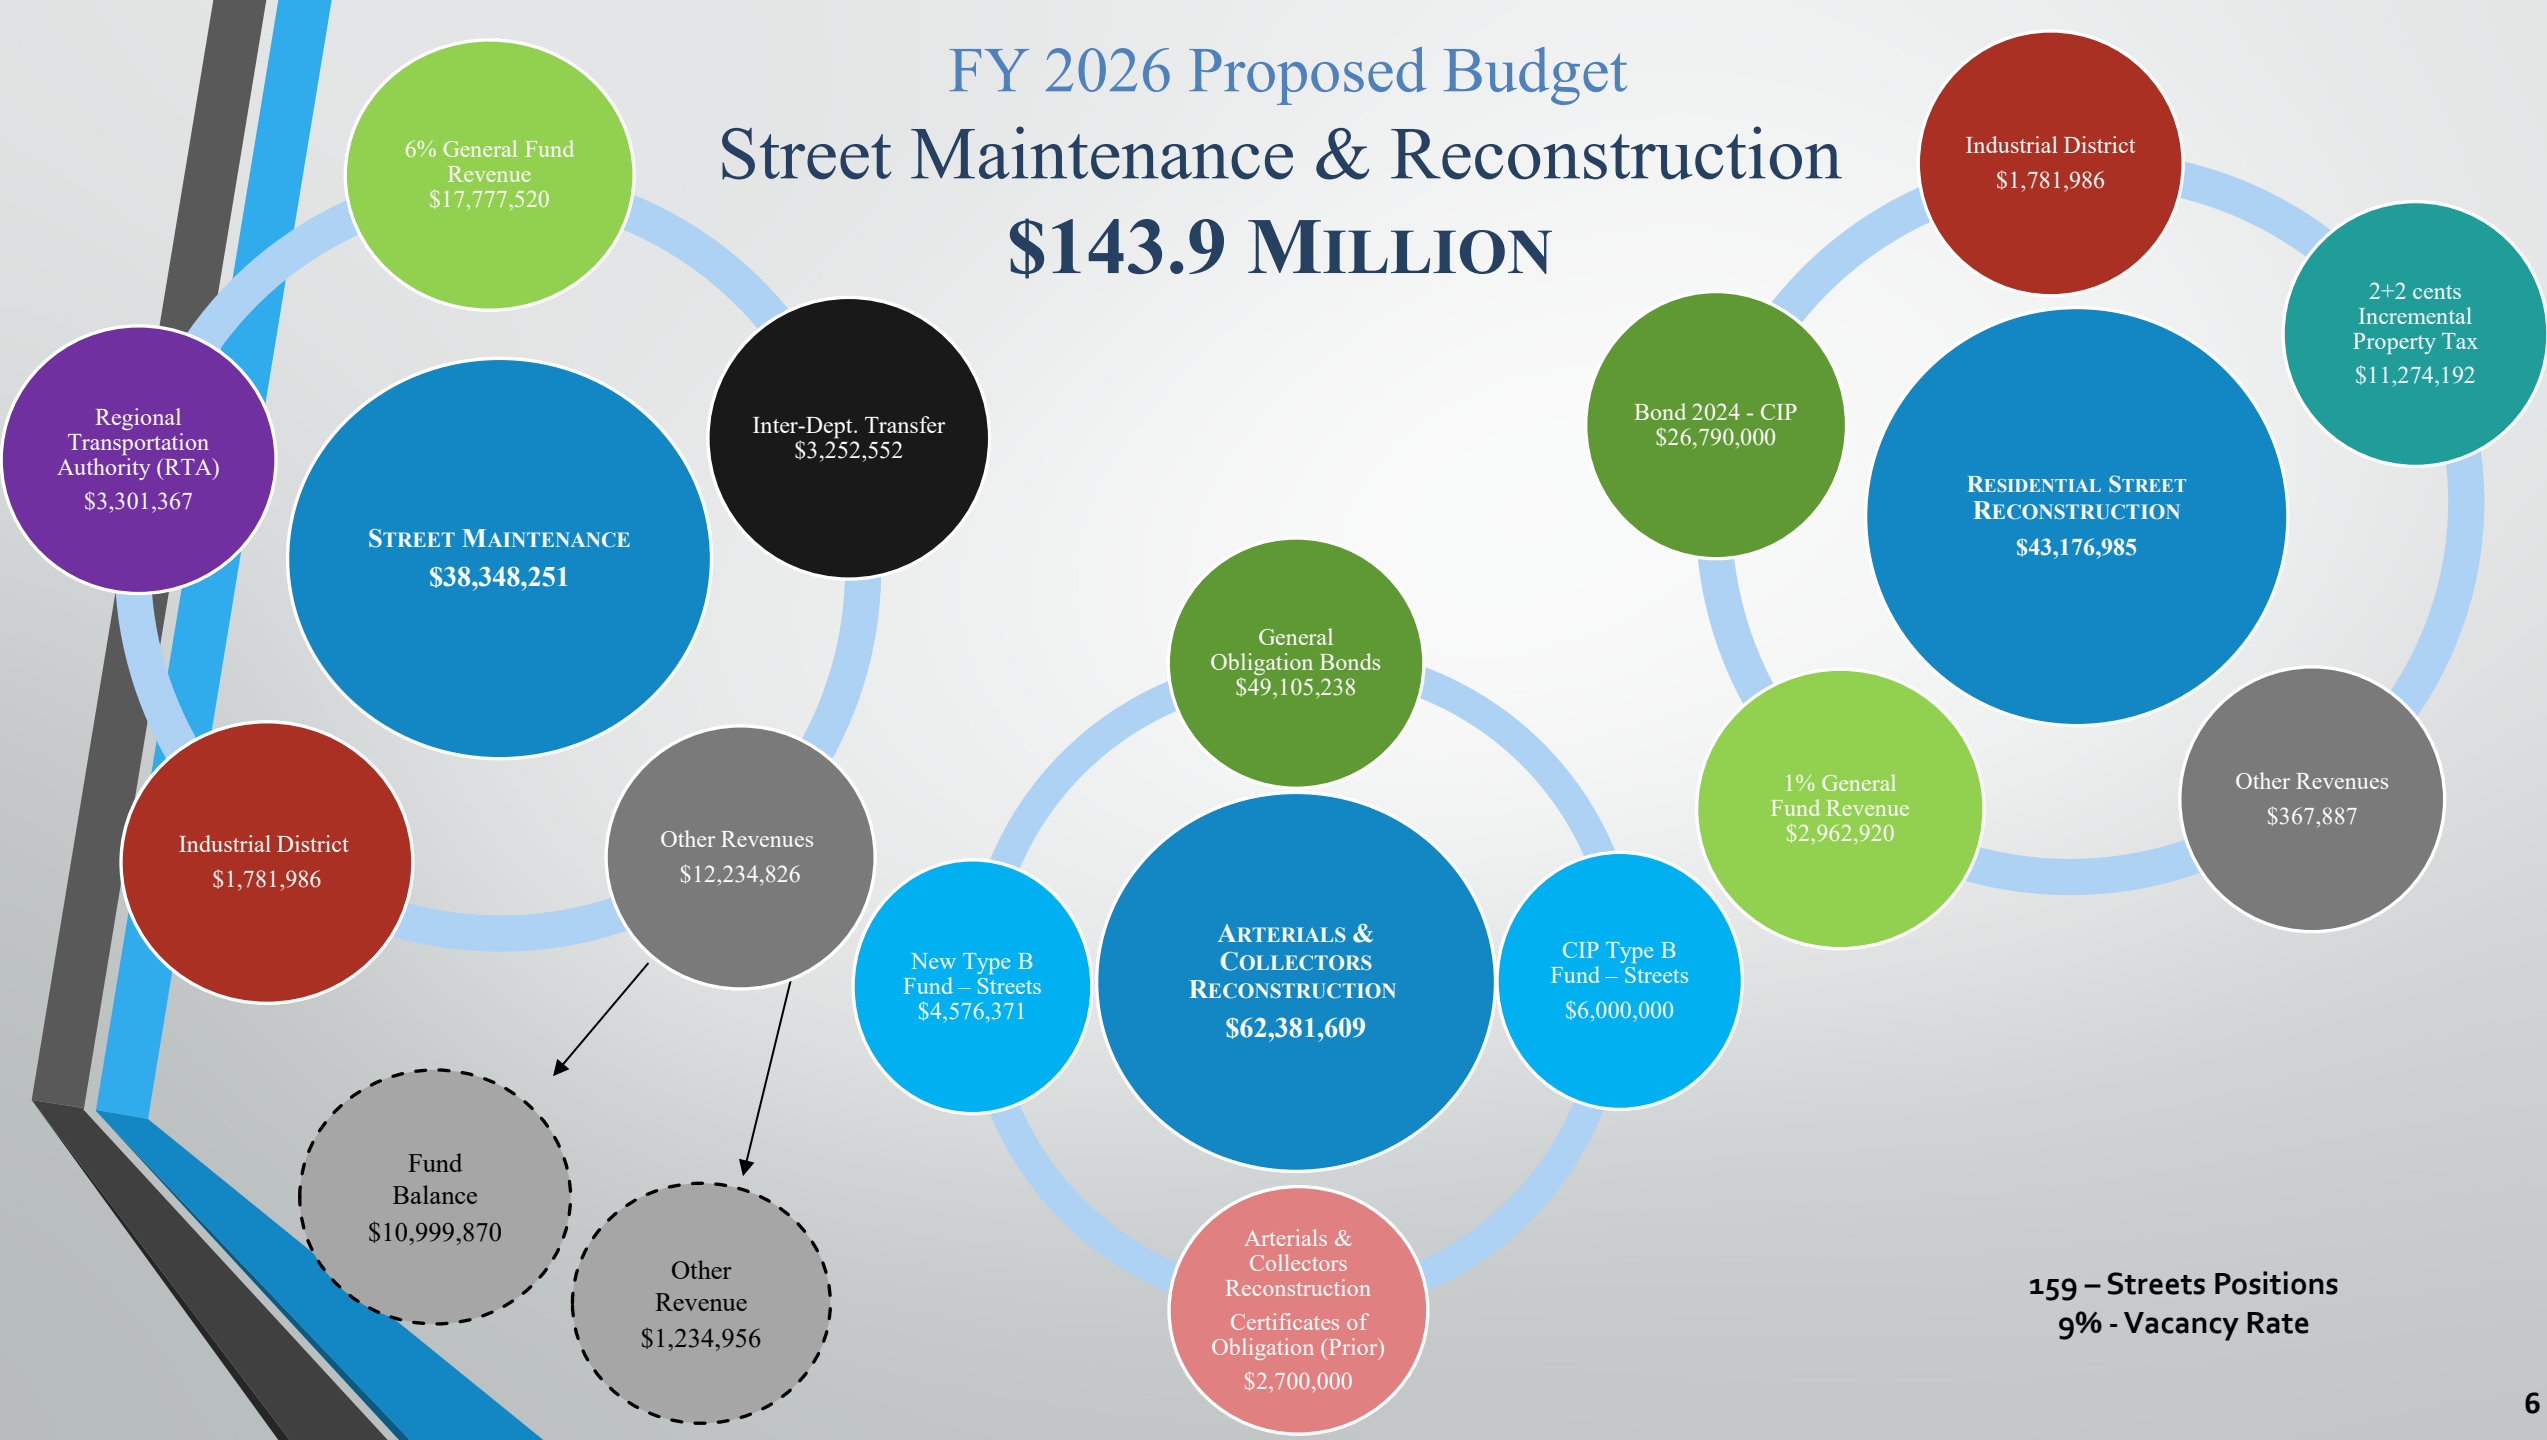 FY 2026 Proposed Budget
Street Maintenance & Reconstruction
$143.9 MILLION
6% General Fund
Revenue
$17,777,520
Regional
Transportation
Authority (RTA)
$3,301,367
Inter-Dept. Transfer
$3,252,552
STREET MAINTENANCE
$38,348,251
Industrial District
$1,781,986
Other Revenues
$12,234,826
Fund
Balance
$10,999,870
Other
Revenue
$1,234,956
General
Obligation Bonds
$49,105,238
New Type B
Fund – Streets
$4,576,371
ARTERIALS &
COLLECTORS
RECONSTRUCTION
$62,381,609
CIP Type B
Fund – Streets
$6,000,000
Arterials &
Collectors
Reconstruction
Certificates of
Obligation (Prior)
$2,700,000
Industrial District
$1,781,986
2+2 cents
Incremental
Property Tax
$11,274,192
Bond 2024 - CIP
$26,790,000
RESIDENTIAL STREET
RECONSTRUCTION
$43,176,985
1% General
Fund Revenue
$2,962,920
Other Revenues
$367,887
159 – Streets Positions
9% - Vacancy Rate
6